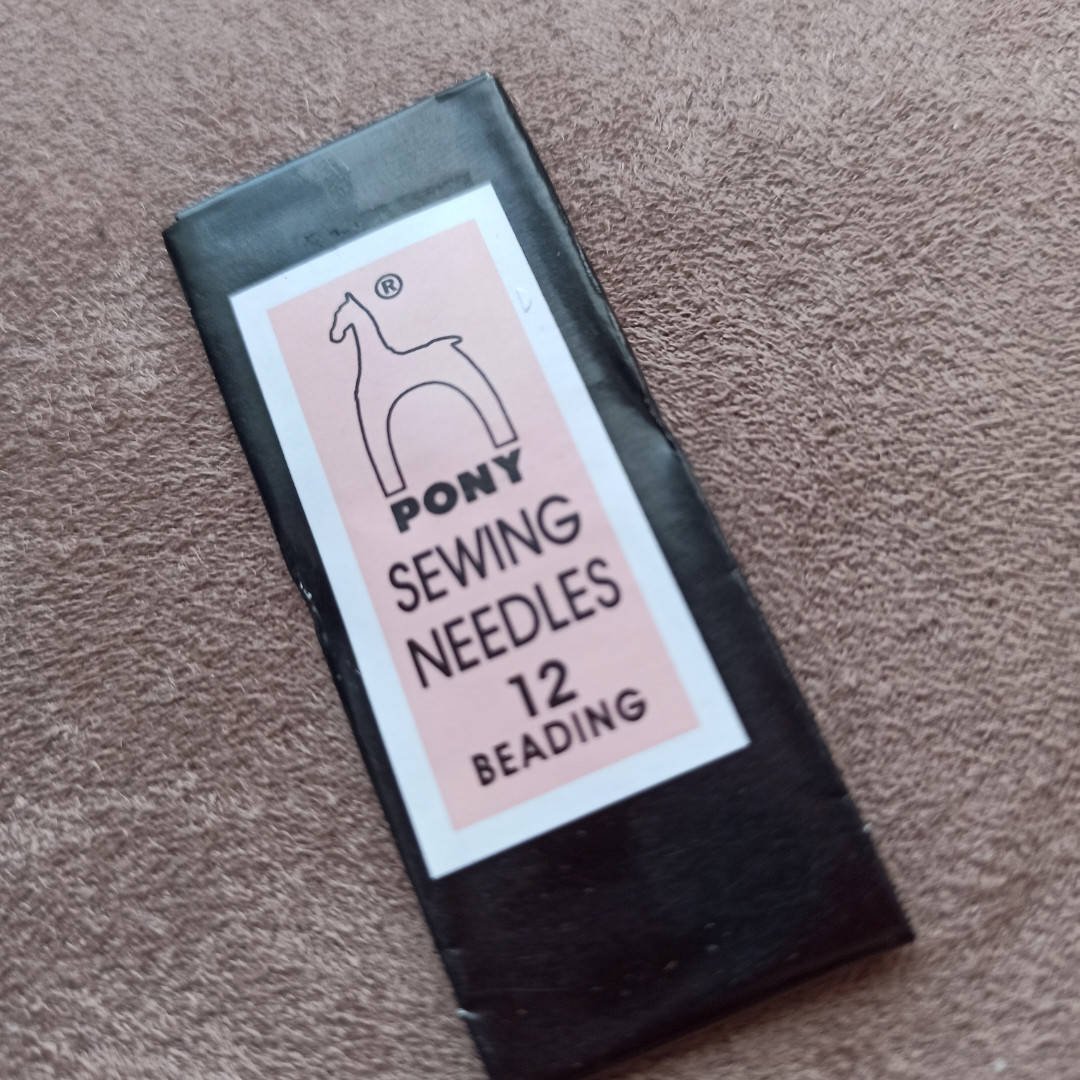 ®
PONY
SEWING
NEEDLES
12
BEADING